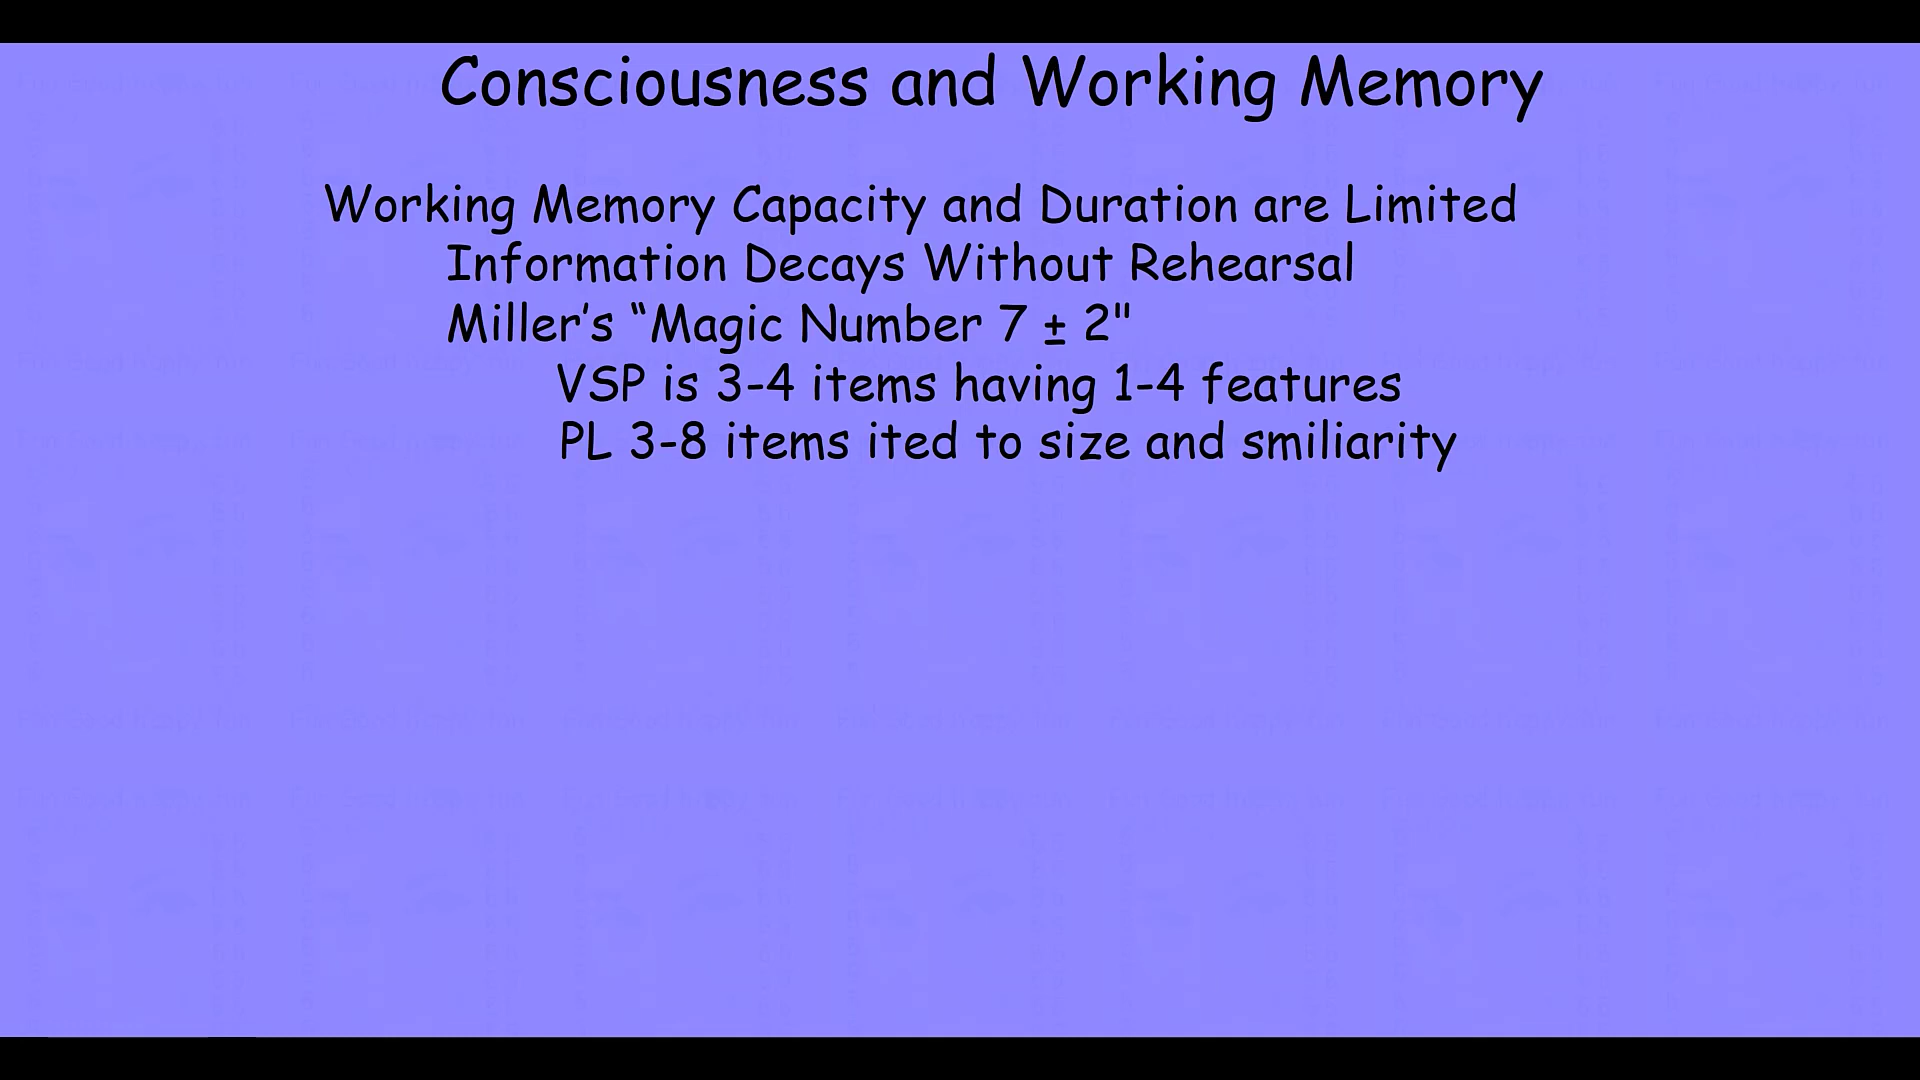 Consciousness and Working Memory
Working Memory Capacity and Duration are Limited
Information Decays Without Rehearsal
Miller’s “Magic Number 7 ± 2"
VSP is 3-4 items having 1-4 features
PL 3-8 items ited to size and smiliarity